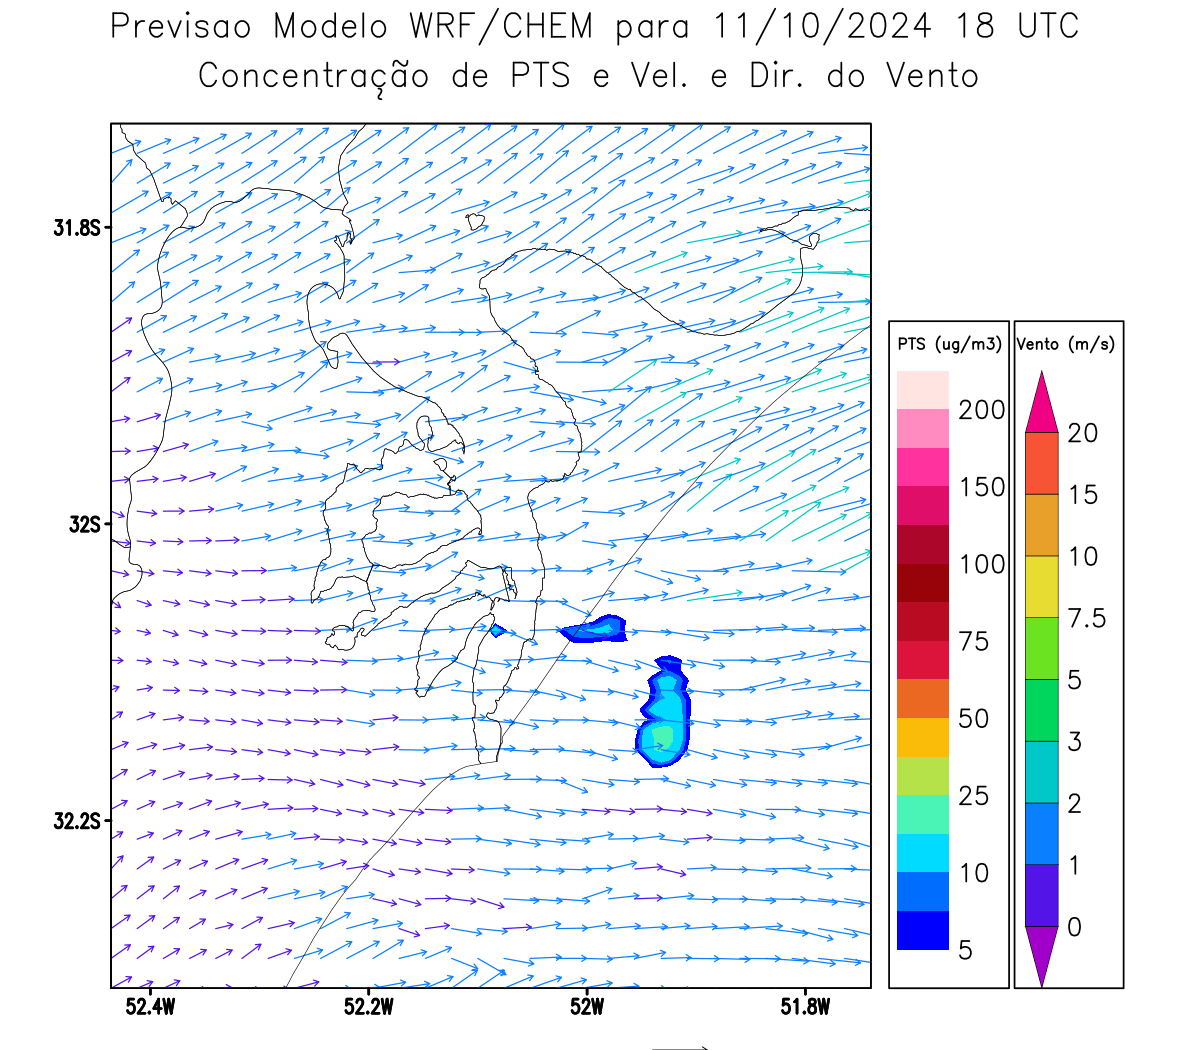 Previsao Modelo WRF/CHEM para 11/10/2024 18 UTC
Concentração de PTS e Vel. e Dir. do Vento
31.8S
32S
32.2S
52.4W
52.2W
52W
51.8W
PTS (ug/m3)
200
150
100
75
50
25
10
5
Vento (m/s)
20
15
10
7.5
5
3
2
1
0